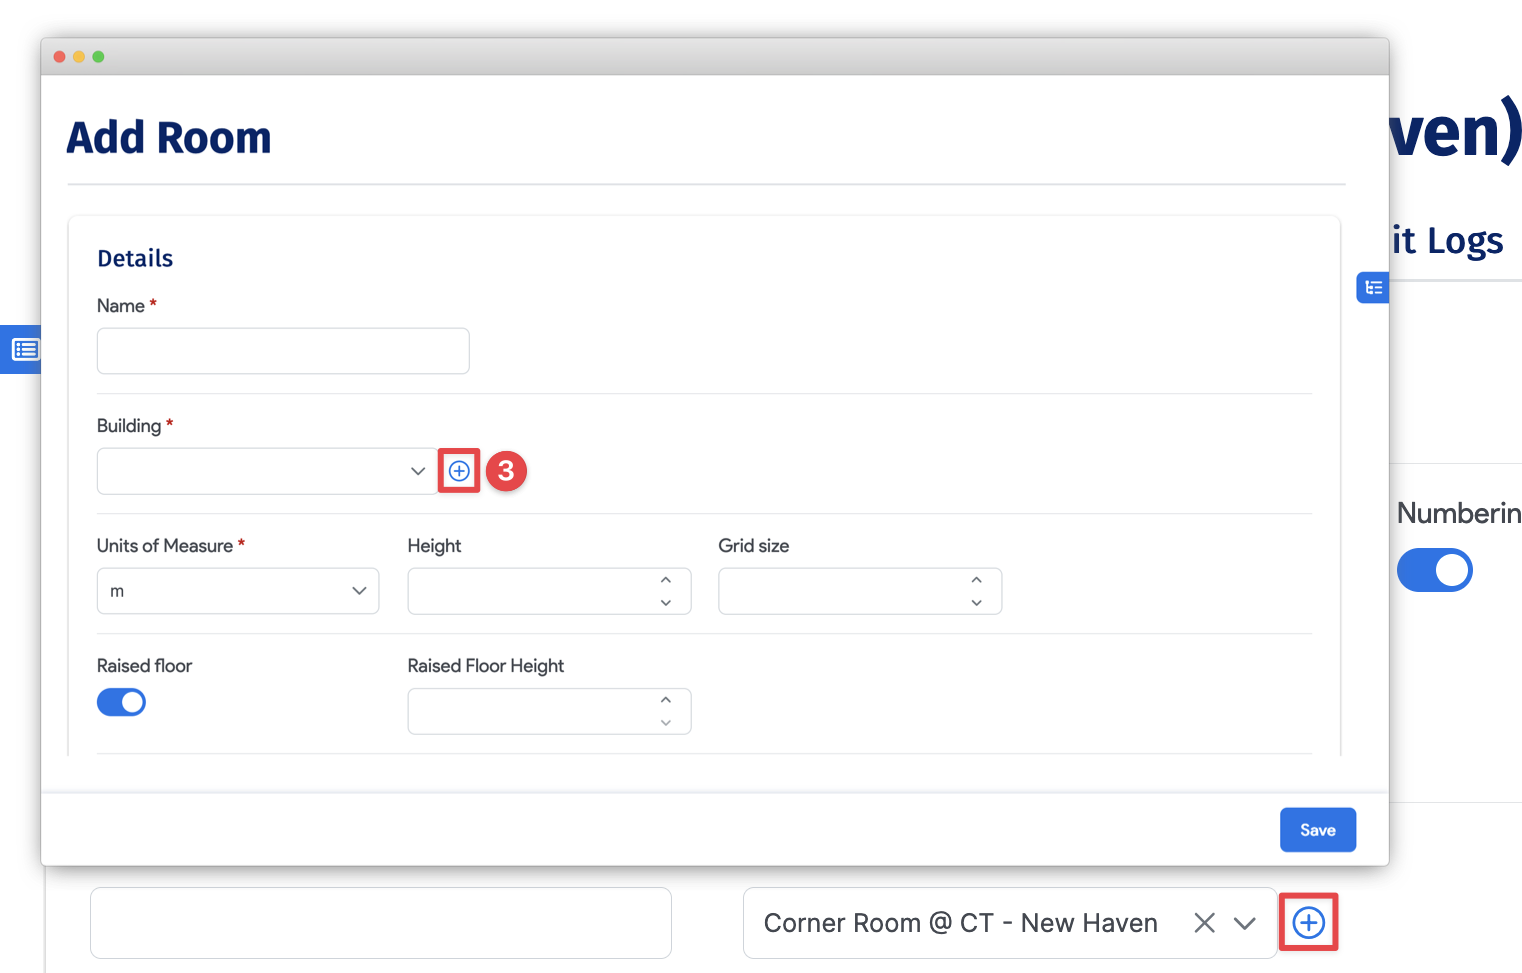 Add Room
ven)
it Logs
Details
Name *
Building *
3
Units of Measure *
Height
Grid size
m
Numberin
Raised floor
Raised Floor Height
Save
Corner Room @ CT - New Haven